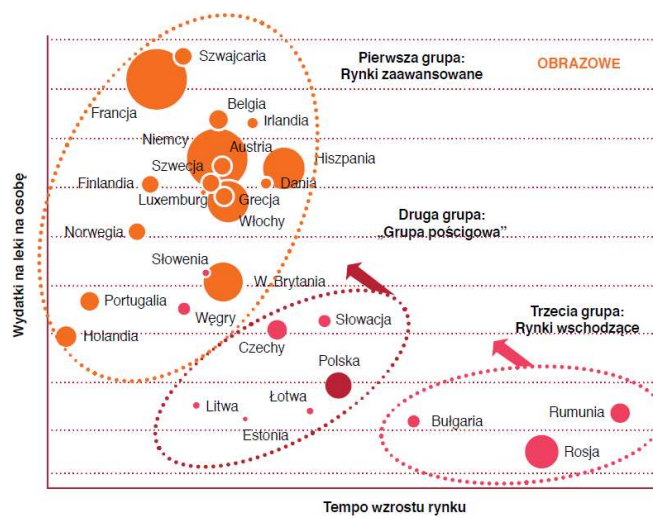 Szwajcaria
Pierwsza grupa:
Rynki zaawansowane
OBRAZOWE
Francja
Belgia
Irlandia
Niemcy
Austria
Hiszpania
Szwecja
Finlandia
Dania
Luxemburg
Grecja
Włochy
Norwegia
Druga grupa:
„Grupa pościgowa”
Słowenia
W. Brytania
Portugalia
Węgry
Słowacja
Trzecia grupa:
Rynki wschodzące
Holandia
Czechy
Polska
Litwa
Łotwa
Estonia
Bułgaria
Rumunia
Rosja
Wydatki na leki na osobę
Tempo wzrostu rynku